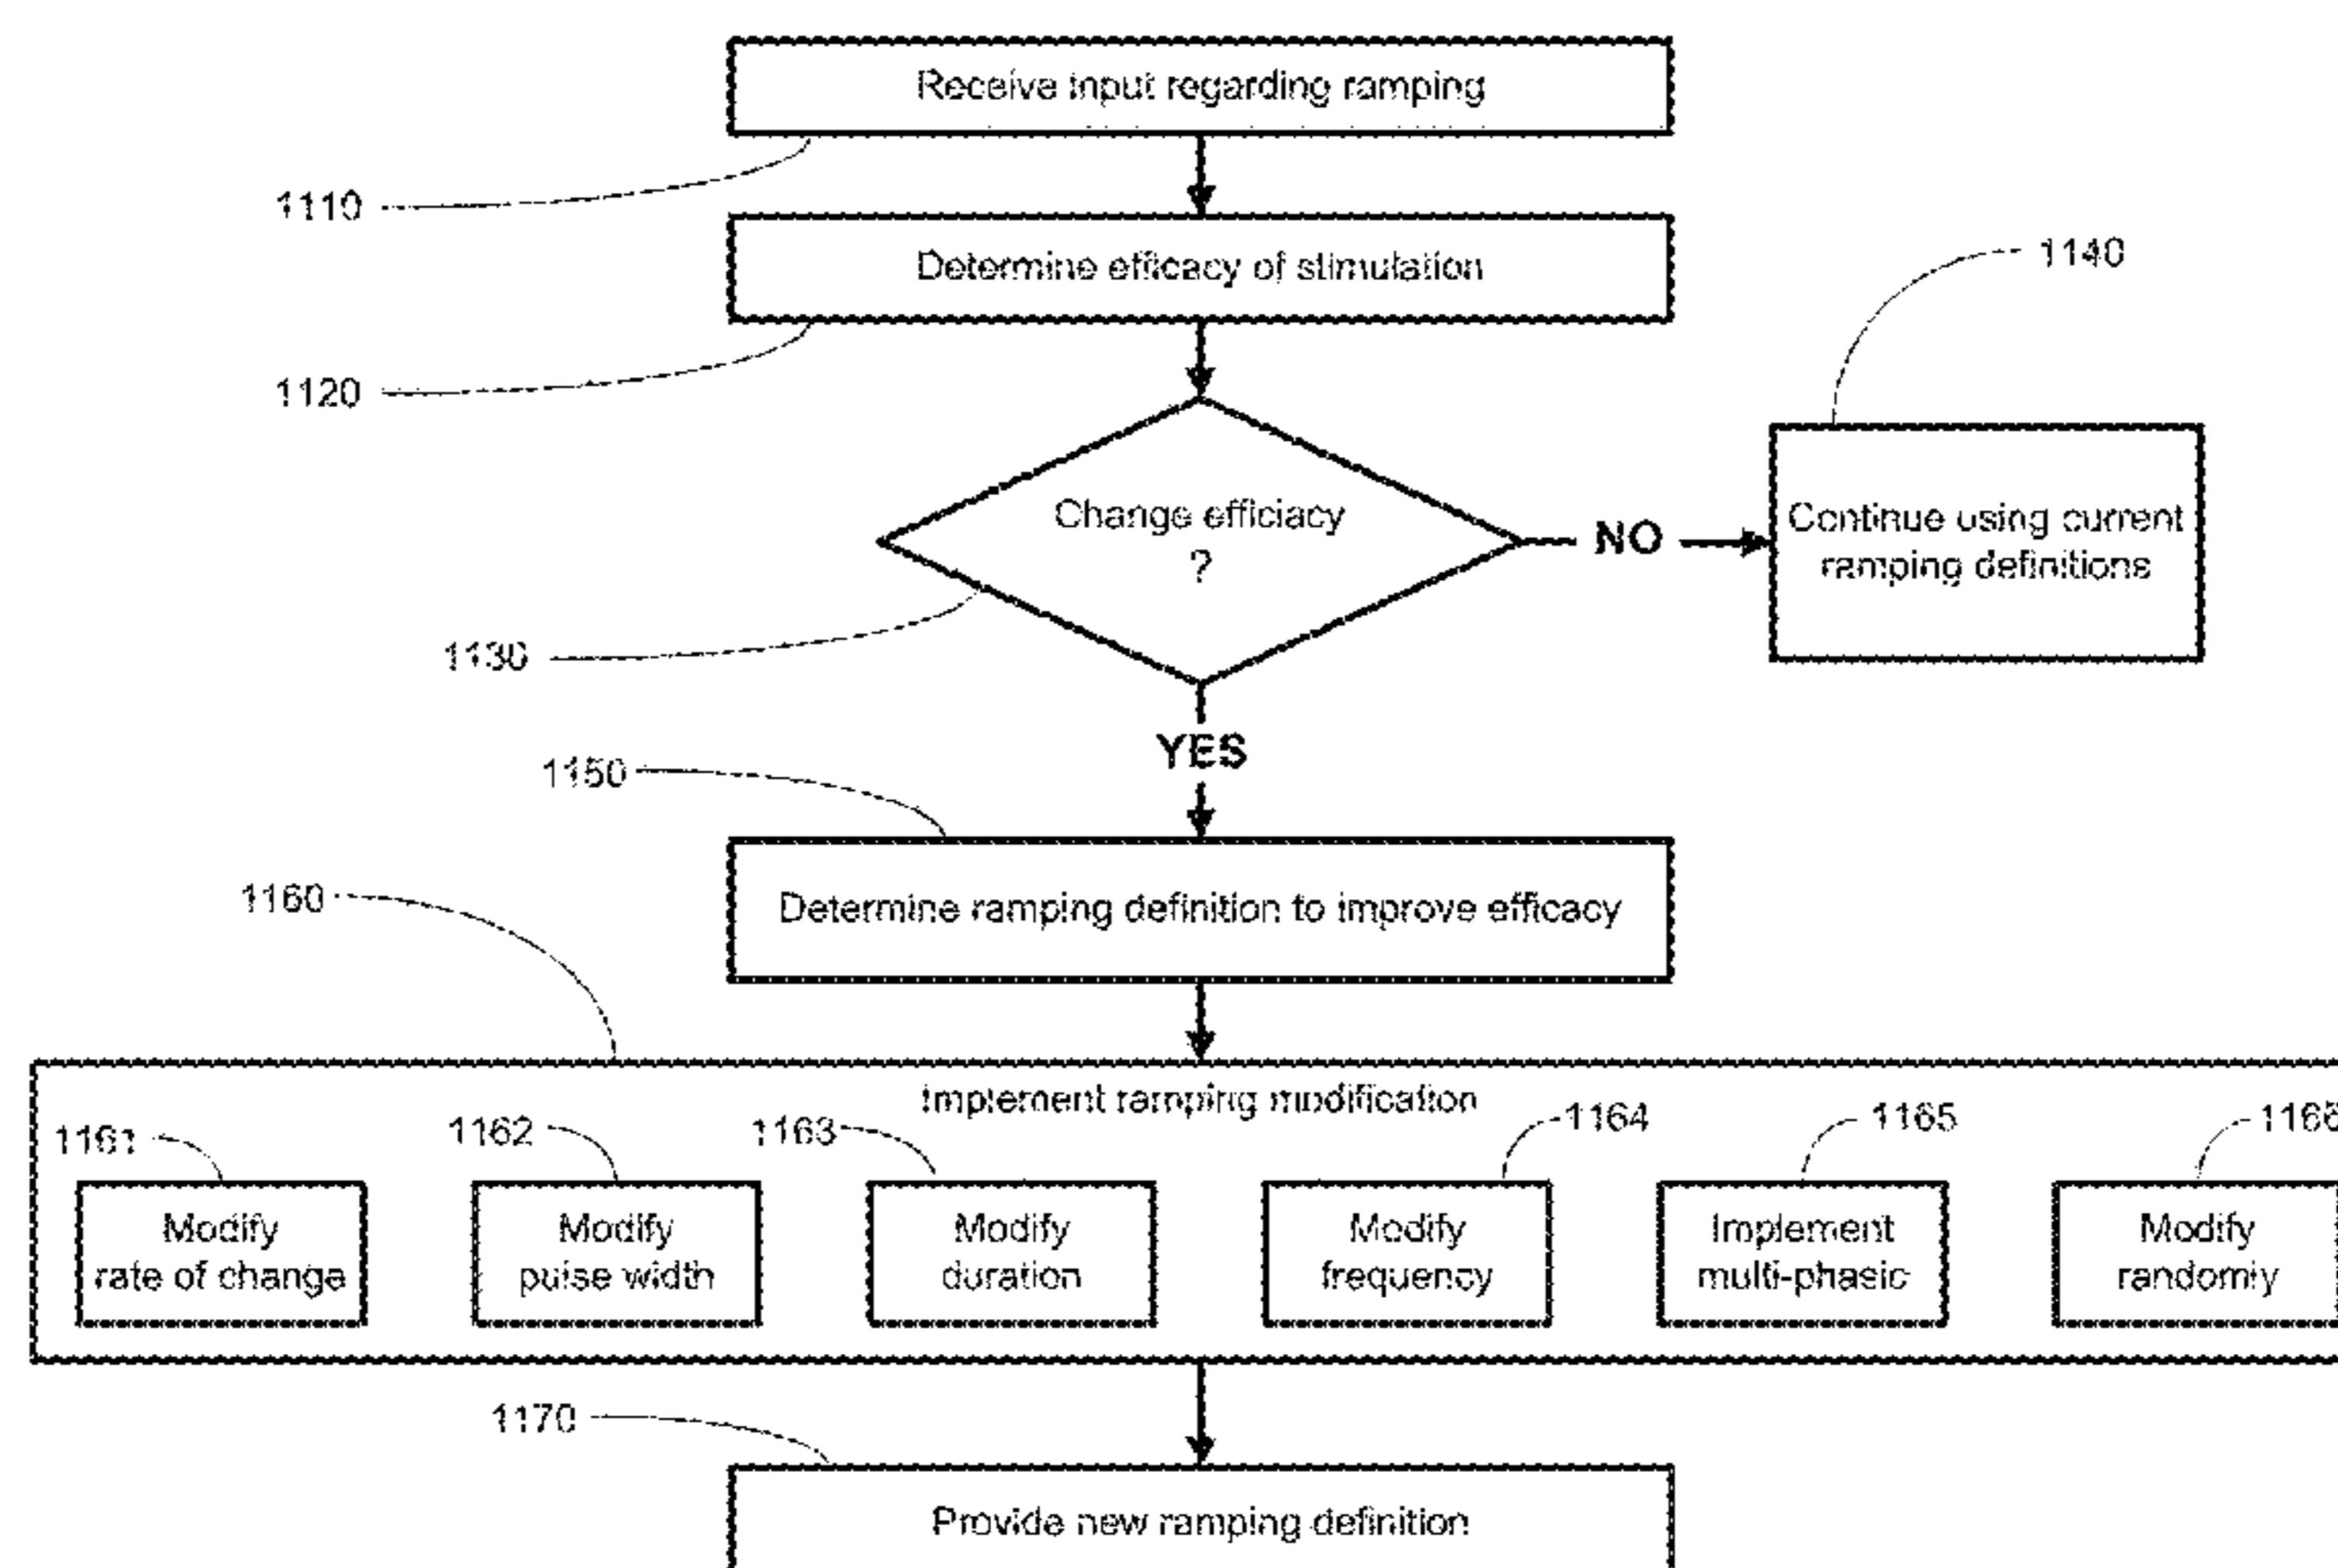 Receive input regarding ramping
1110
Determine efficacy of stimulation
1140
1120
Change efficiacy
?
NO
Continue using current
ramping definitions
1130
YES
1150
Determine ramping definition to improve efficacy
1160
Implement ramping modification
1161
1162
1163
1164
1165
1166
Modify
rate of change
Modify
pulse width
Modify
duration
Modify
frequency
Implement
multi-phasic
Modify
randomly
1170
Provide new ramping definition